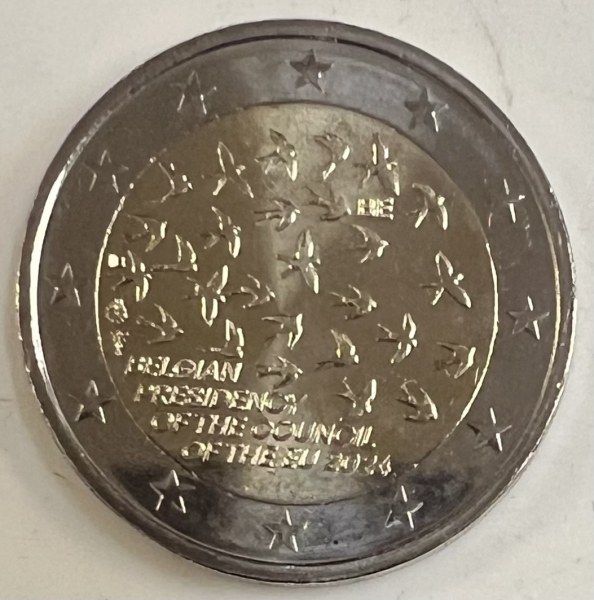 BE
BELGIAN
PRESIDENCY
OF THE COUNCIL
OF THE EU 2024